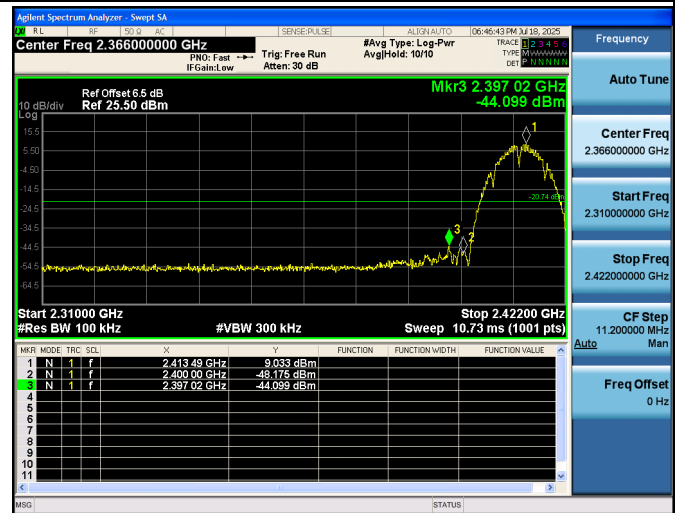 Agilent Spectrum Analyzer - Swept SA
LXI RL RF 50 Ω AC SENSE:PULSE ALIGN AUTO 06:46:43 PM Jul 18, 2025
Center Freq 2.366000000 GHz
PNO: Fast
IFGain:Low
Trig: Free Run
Atten: 30 dB
#Avg Type: Log-Pwr
Avg|Hold: 10/10
TRACE 1 2 3 4 5 6
TYPE M
DET P N N N N N
Ref Offset 6.5 dB
Ref 25.50 dBm
10 dB/div
Log
Mkr3 2.397 02 GHz
-44.099 dBm
15.5
5.50
-4.50
-14.5
-24.5
-34.5
-44.5
-54.5
-64.5
1
-20.74 dBm
3
2
Start 2.31000 GHz
Stop 2.42200 GHz
#Res BW 100 kHz
#VBW 300 kHz
Sweep 10.73 ms (1001 pts)
MKR MODE TRC SCL X Y FUNCTION FUNCTION WIDTH FUNCTION VALUE
1 N 1 f 2.413 49 GHz 9.033 dBm
2 N 1 f 2.400 00 GHz -48.175 dBm
3 N 1 f 2.397 02 GHz -44.099 dBm
4
5
6
7
8
9
10
11
MSG
STATUS
Frequency
Auto Tune
Center Freq
2.366000000 GHz
Start Freq
2.310000000 GHz
Stop Freq
2.422000000 GHz
CF Step
11.200000 MHz
Auto Man
Freq Offset
0 Hz